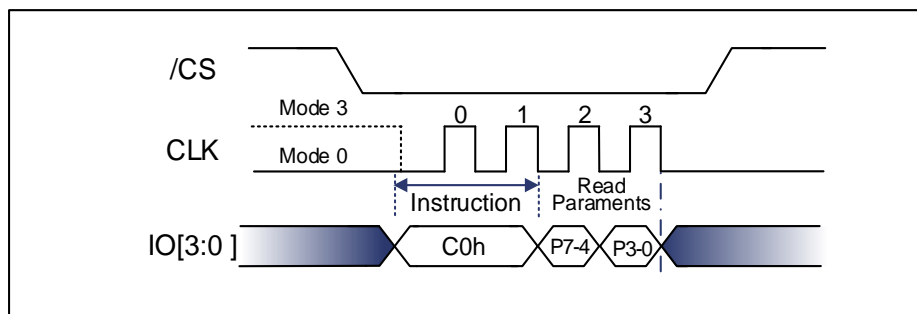 /CS
Mode 3
0 1 2 3
CLK
Mode 0
Instruction
Read
Paraments
IO[3:0 ]
C0h
P7-4
P3-0